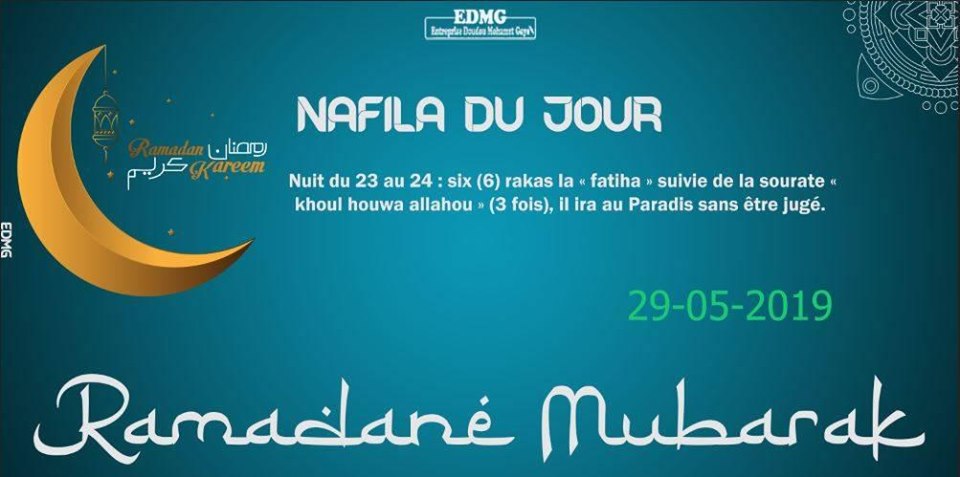 EDMG
Entreprise Doudou Mohamet Gueye
NAFILA DU JOUR
Ramadan رمضان
كريم Kareem
Nuit du 23 au 24 : six (6) rakas la « fatiha » suivie de la sourate «
khoul houwa allahou » (3 fois), il ira au Paradis sans être jugé.
EDMG
29-05-2019
Ramadané Mubarak